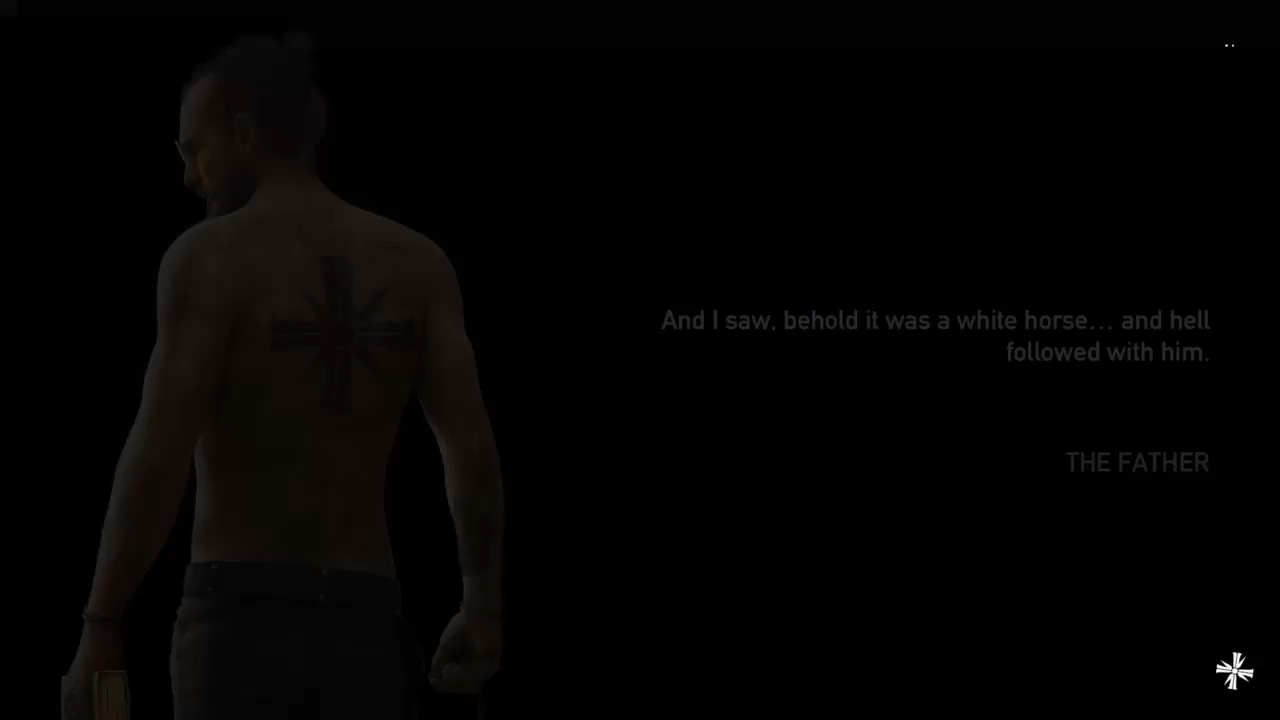 And I saw, behold it was a white horse... and hell
followed with him.
THE FATHER